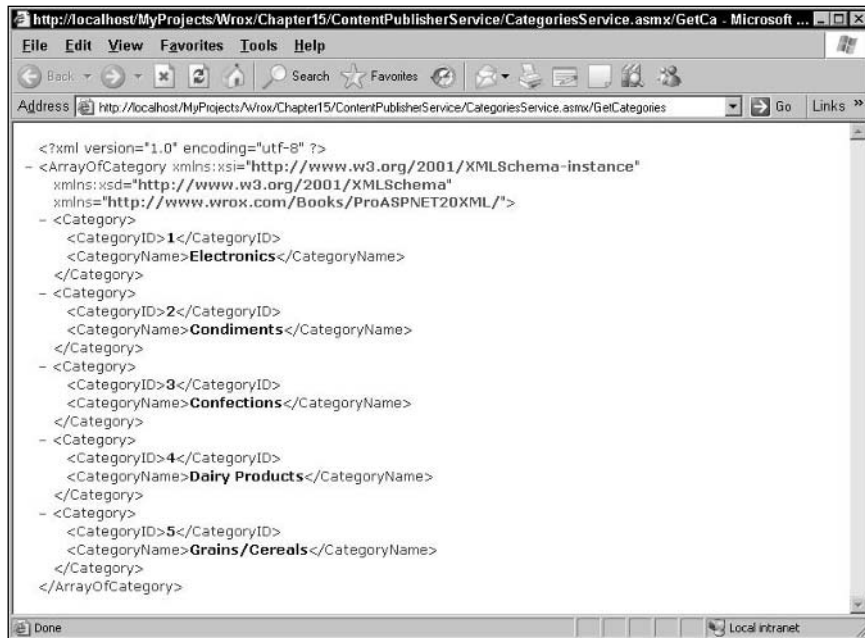 http://localhost/MyProjects/Wrox/Chapter15/ContentPublisherService/CategoriesService.asmx/GetCa - Microsoft ...
File Edit View Favorites Tools Help
Back Search Favorites
Address http://localhost/MyProjects/Wrox/Chapter15/ContentPublisherService/CategoriesService.asmx/GetCategories Go Links »
<?xml version="1.0" encoding="utf-8" ?>
- <ArrayOfCategory xmlns:xsi="http://www.w3.org/2001/XMLSchema-instance"
xmlns:xsd="http://www.w3.org/2001/XMLSchema"
xmlns="http://www.wrox.com/Books/ProASPNET20XML/">
- <Category>
<CategoryID>1</CategoryID>
<CategoryName>Electronics</CategoryName>
</Category>
- <Category>
<CategoryID>2</CategoryID>
<CategoryName>Condiments</CategoryName>
</Category>
- <Category>
<CategoryID>3</CategoryID>
<CategoryName>Confections</CategoryName>
</Category>
- <Category>
<CategoryID>4</CategoryID>
<CategoryName>Dairy Products</CategoryName>
</Category>
- <Category>
<CategoryID>5</CategoryID>
<CategoryName>Grains/Cereals</CategoryName>
</Category>
</ArrayOfCategory>
Done Local intranet